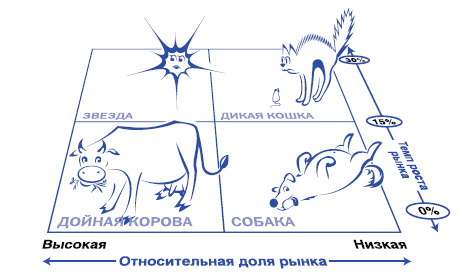 30%
ЗВЕЗДА
ДИКАЯ КОШКА
15%
Темп роста
рынка
ДОЙНАЯ КОРОВА
СОБАКА
0%
Высокая
Низкая
Относительная доля рынка